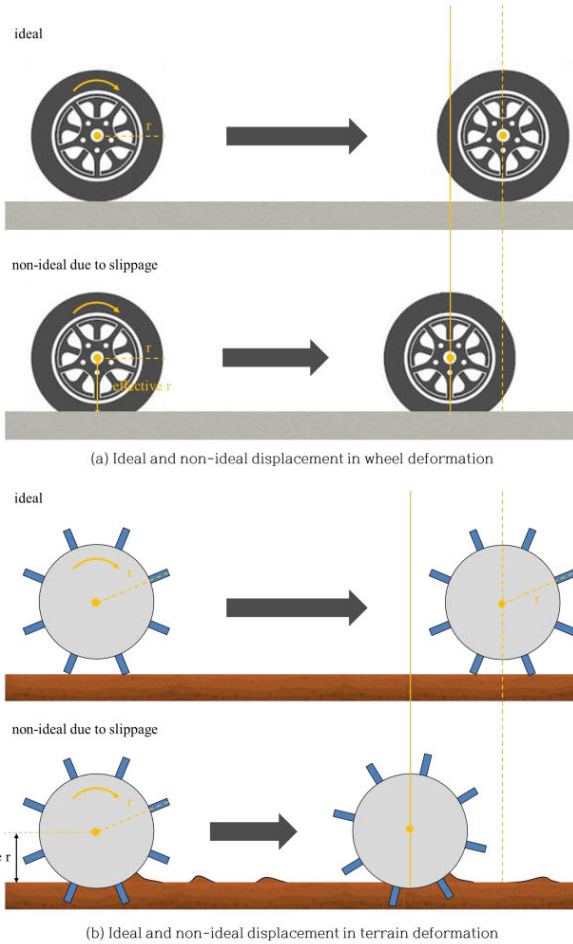 ideal
r
non-ideal due to slippage
r
effective r
(a) Ideal and non-ideal displacement in wheel deformation
ideal
r
r
non-ideal due to slippage
r
r
(b) Ideal and non-ideal displacement in terrain deformation